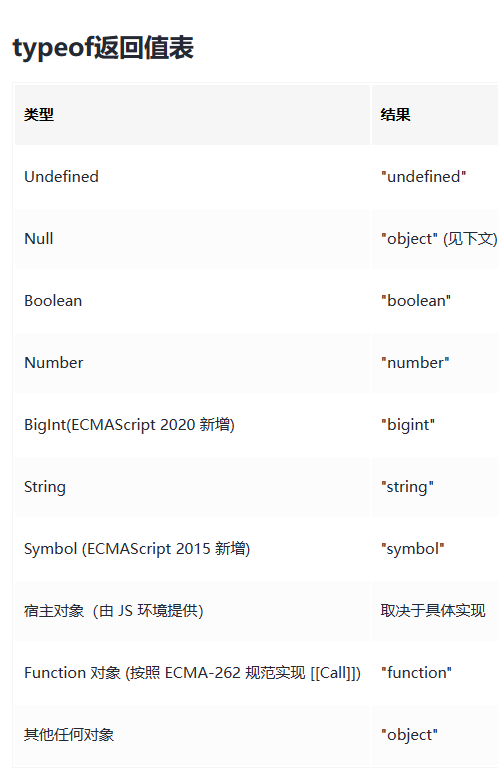 typeof返回值表
类型 结果
Undefined "undefined"
Null "object" (见下文)
Boolean "boolean"
Number "number"
BigInt(ECMAScript 2020 新增) "bigint"
String "string"
Symbol (ECMAScript 2015 新增) "symbol"
宿主对象（由 JS 环境提供） 取决于具体实现
Function 对象 (按照 ECMA-262 规范实现 [[Call]]) "function"
其他任何对象 "object"